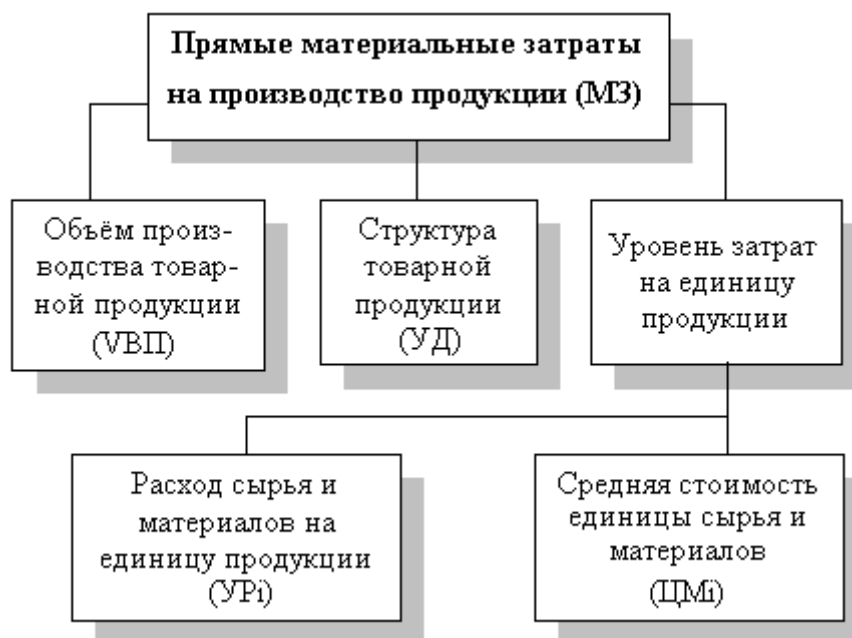 Прямые материальные затраты
на производство продукции (МЗ)
Обьём произ-
водства товар-
ной продукции
(VВП)
Структура
товарной
продукции
(УД)
Уровень затрат
на единицу
продукции
Расход сырья и
материалов на
единицу продукции
(УРi)
Средняя стоимость
единицы сырья и
материалов
(ЦМi)